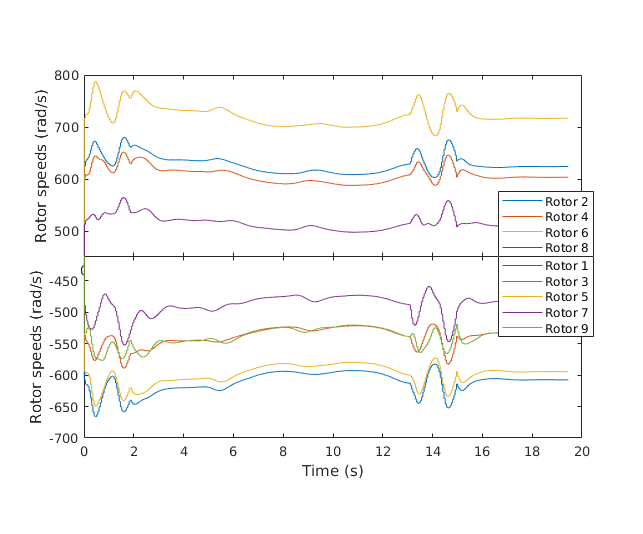 800
700
600
500
Rotor speeds (rad/s)
Rotor 2
Rotor 4
Rotor 6
Rotor 8
0
-450
-500
-550
-600
-650
-700
Rotor speeds (rad/s)
Rotor 1
Rotor 3
Rotor 5
Rotor 7
Rotor 9
0 2 4 6 8 10 12 14 16 18 20
Time (s)